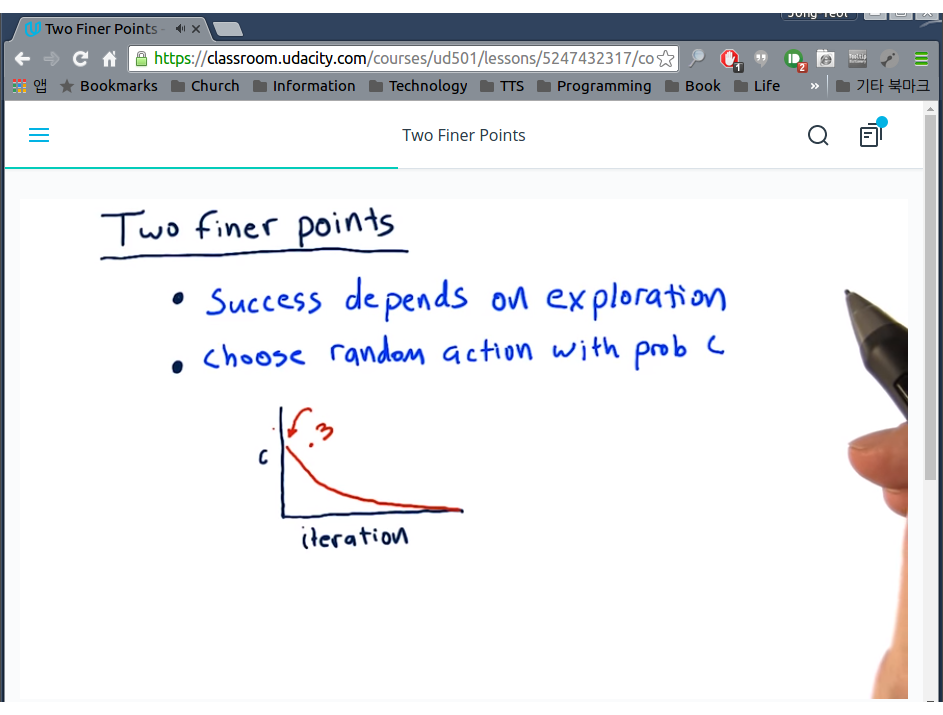 Two Finer Points -
https://classroom.udacity.com/courses/ud501/lessons/5247432317/co
1
2
앱 Bookmarks Church Information Technology TTS Programming Book Life » 기타 북마크
Two Finer Points
Two finer points
• Success depends on exploration
• choose random action with prob c
.3
c
iteration